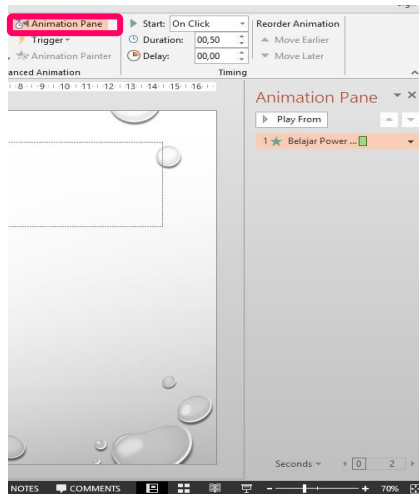 Animation Pane
Start: On Click
Reorder Animation
Trigger
Duration: 00,50
Move Earlier
Animation Painter
Delay: 00,00
Move Later
anced Animation
Timing
8 9 10 11 12 13 14 15 16
Animation Pane
Play From
1 Belajar Power ...
Seconds 0 2
NOTES COMMENTS 70%